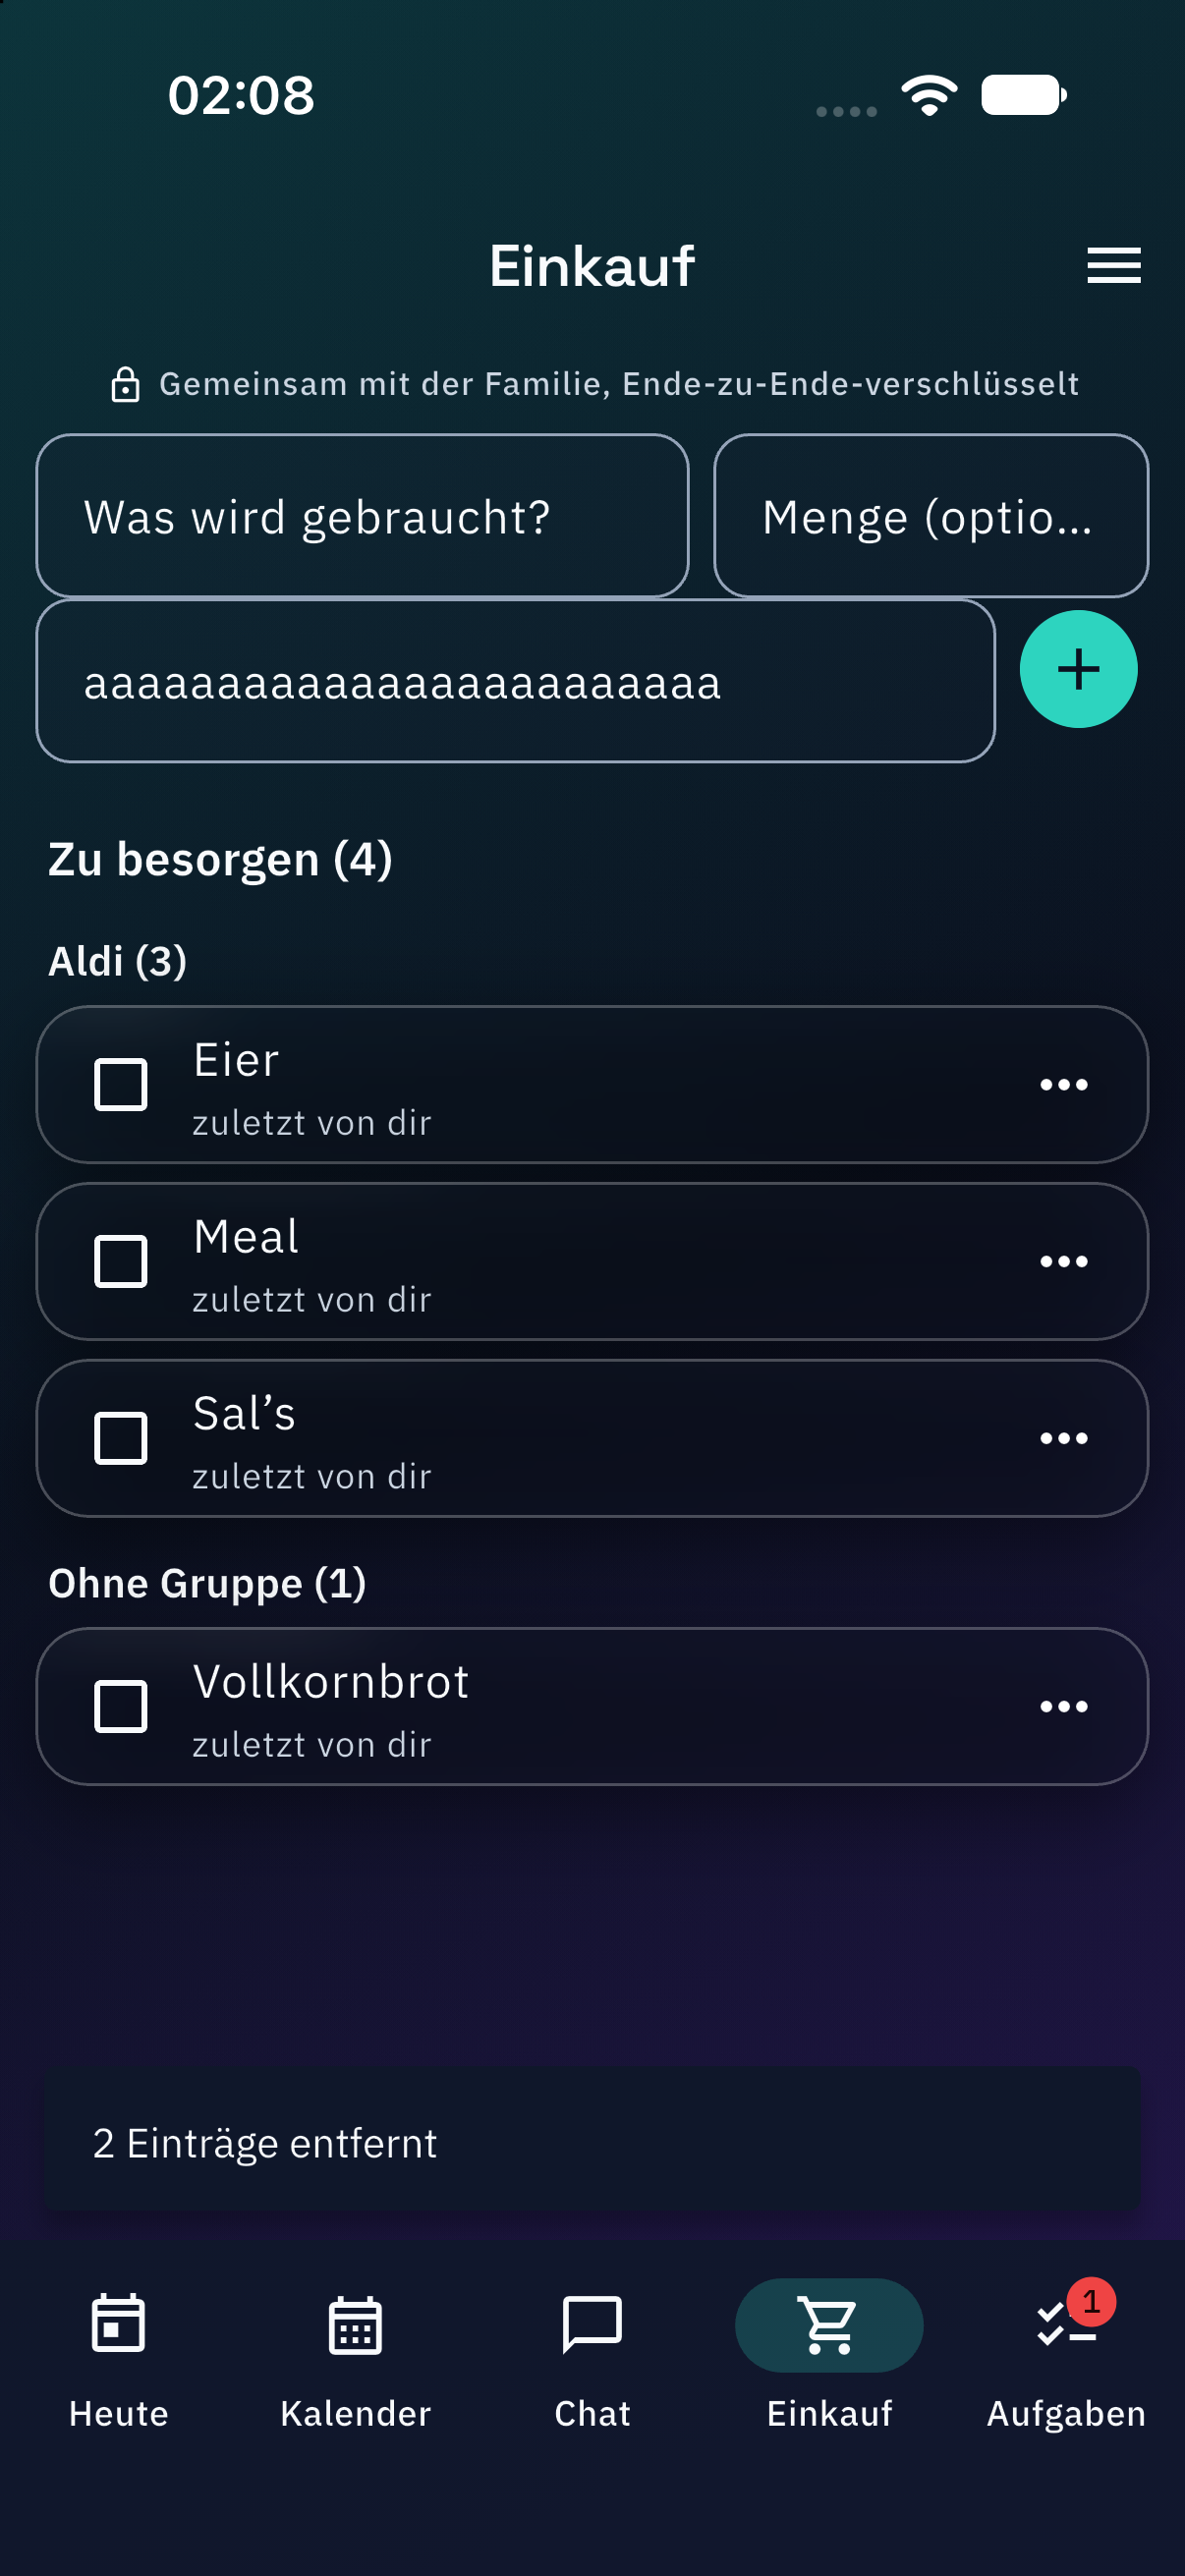 02:08
Einkauf
Gemeinsam mit der Familie, Ende-zu-Ende-verschlüsselt
Was wird gebraucht?
Menge (optio...
aaaaaaaaaaaaaaaaaaaaaaaa
Zu besorgen (4)
Aldi (3)
Eier
zuletzt von dir
Meal
zuletzt von dir
Sal’s
zuletzt von dir
Ohne Gruppe (1)
Vollkornbrot
zuletzt von dir
2 Einträge entfernt
1
Heute
Kalender
Chat
Einkauf
Aufgaben